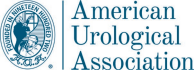 FOUNDED IN NINETEEN HUNDRED TWO
A.U.A.
American
Urological
Association